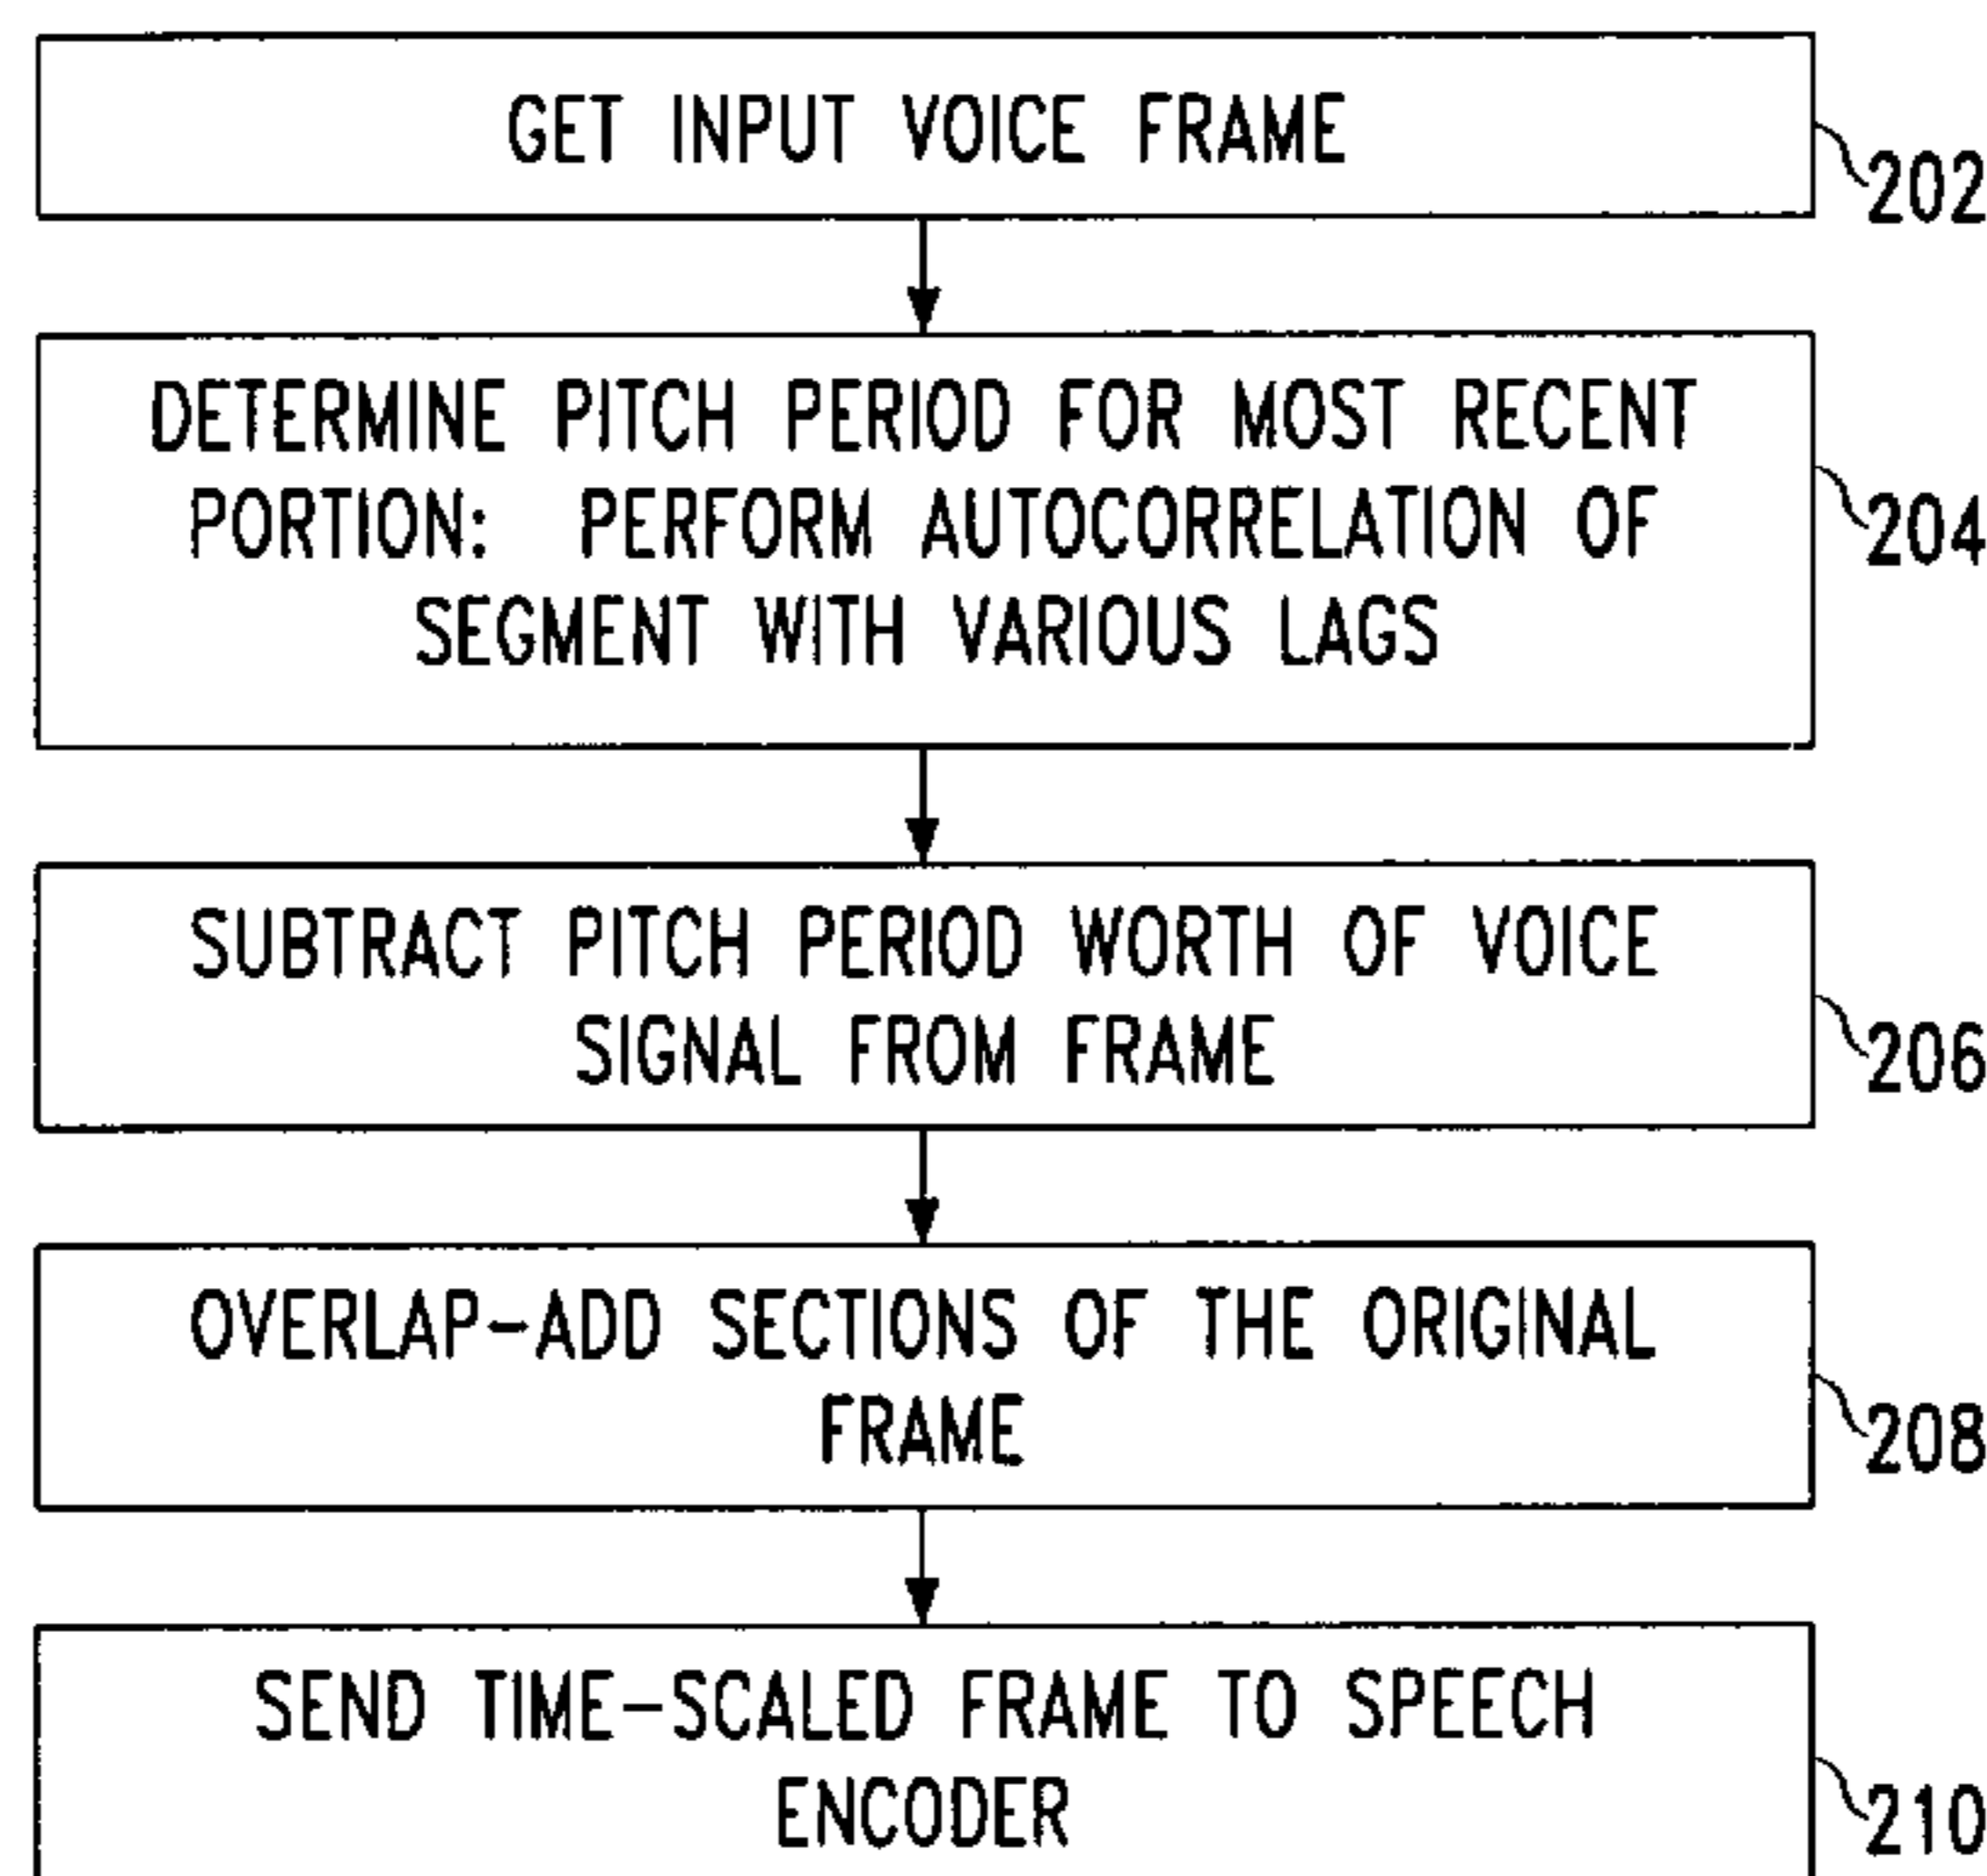 GET INPUT VOICE FRAME
202
DETERMINE PITCH PERIOD FOR MOST RECENT
PORTION: PERFORM AUTOCORRELATION OF
SEGMENT WITH VARIOUS LAGS
204
SUBTRACT PITCH PERIOD WORTH OF VOICE
SIGNAL FROM FRAME
206
OVERLAP-ADD SECTIONS OF THE ORIGINAL
FRAME
208
SEND TIME-SCALED FRAME TO SPEECH
ENCODER
210